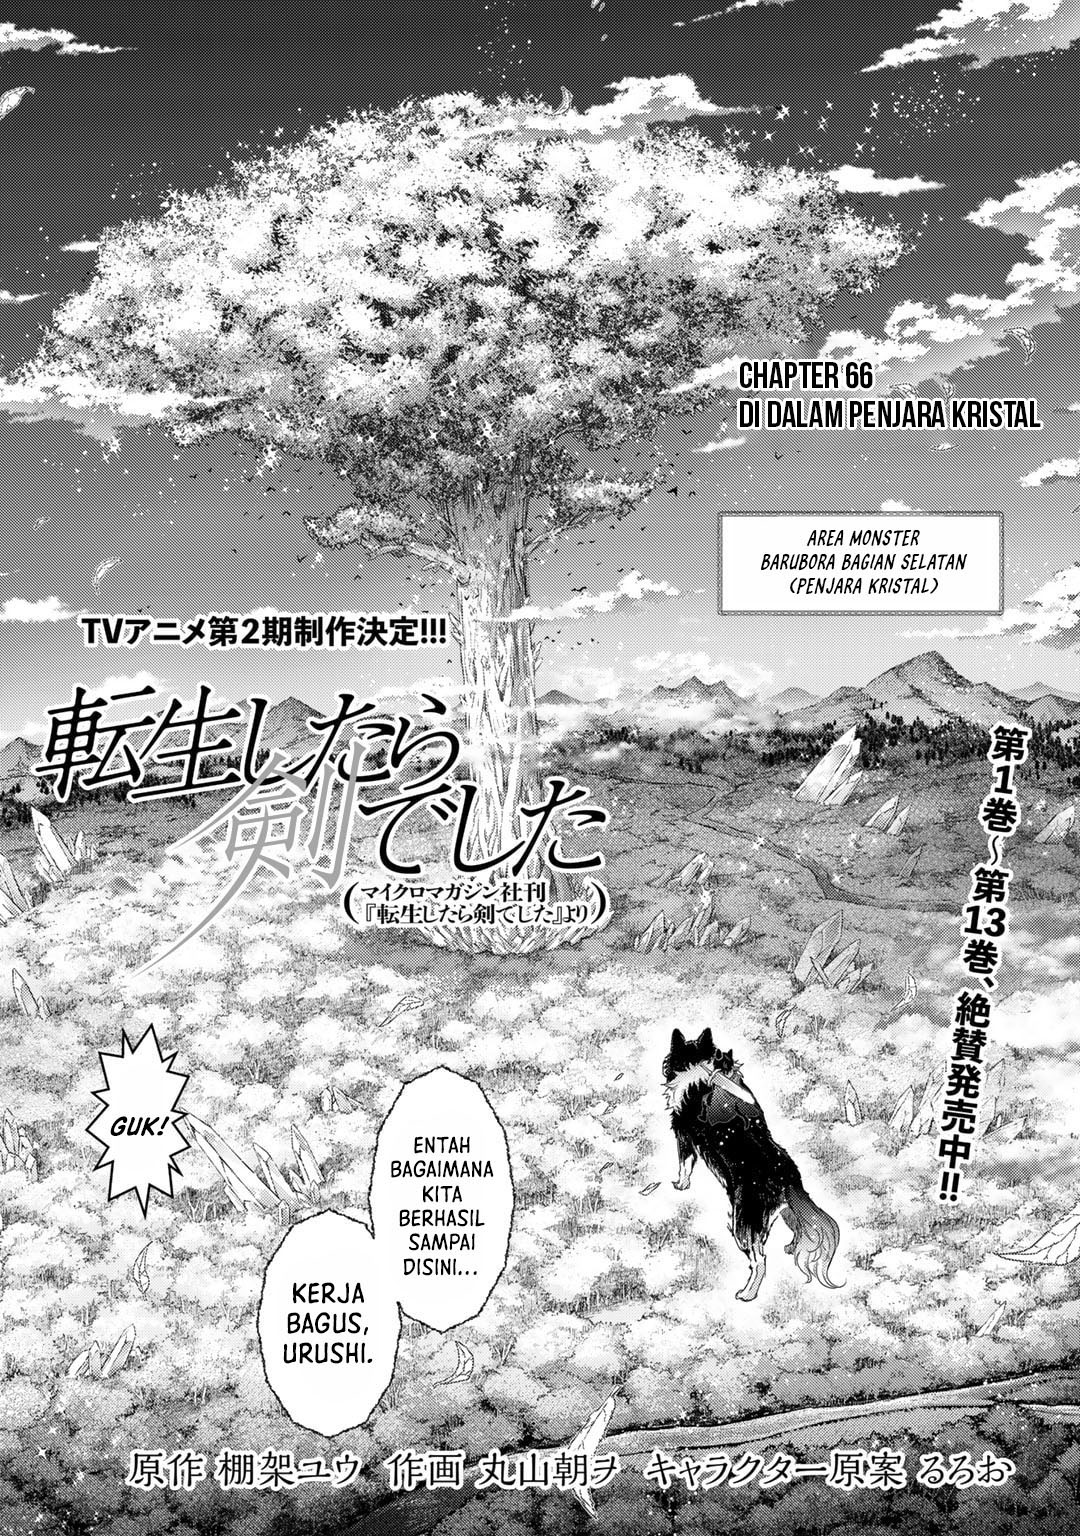 CHAPTER 66
DI DALAM PENJARA KRISTAL
AREA MONSTER
BARUBORA BAGIAN SELATAN
(PENJARA KRISTAL)
TVアニメ第2期制作決定!!!
転生したら
剣でした
(マイクロマガジン社刊
『転生したら剣でした』より)
第1巻~第13巻、絶賛発売中!!
ENTAH
BAGAIMANA
KITA
BERHASIL
SAMPAI
DISINI...
KERJA
BAGUS,
URUSHI.
GUK!
原作 棚架ユウ 作画 丸山朝ヲ キャラクター原案 るろお